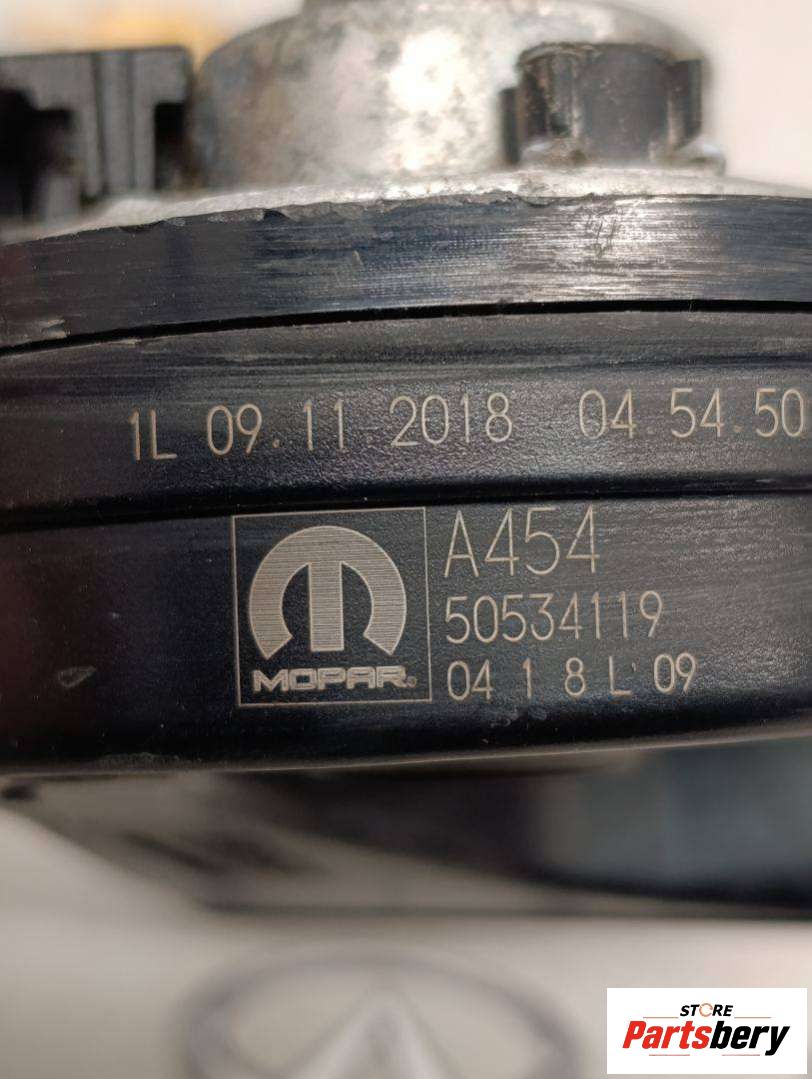 1L 09.11.2018 04.54.50
A454
50534119
MOPAR®
04 1 8 L 09
STORE
Partsbery